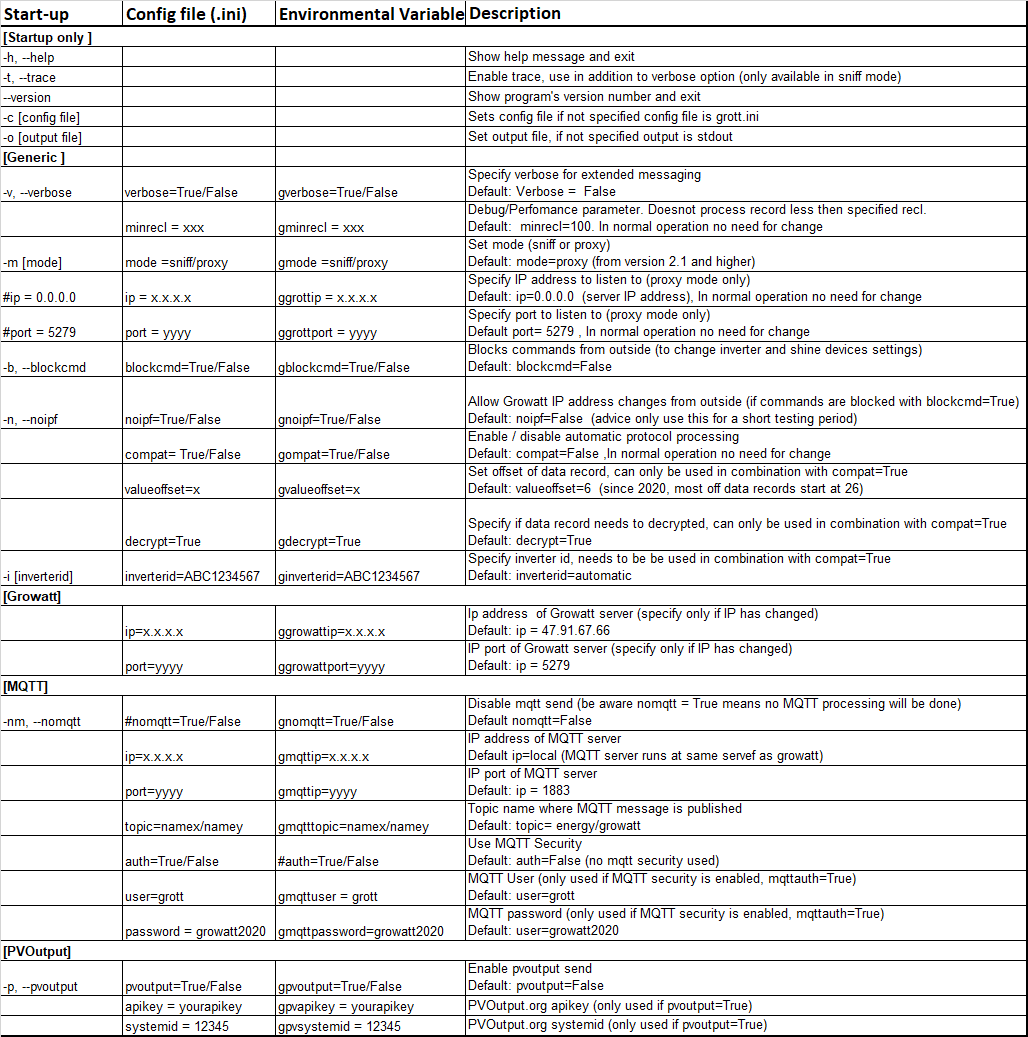 Start-up Config file (.ini) Environmental Variable Description
[Startup only ]
-h, --help Show help message and exit
-t, --trace Enable trace, use in addition to verbose option (only available in sniff mode)
--version Show program's version number and exit
-c [config file] Sets config file if not specified config file is grott.ini
-o [output file] Set output file, if not specified output is stdout
[Generic ]
Specify verbose for extended messaging
-v, --verbose verbose=True/False gverbose=True/False Default: Verbose = False
Debug/Perfomance parameter. Doesnot process record less then specified recl.
minrecl = xxx gminrecl = xxx Default: minrecl=100. In normal operation no need for change
Set mode (sniff or proxy)
-m [mode] mode =sniff/proxy gmode =sniff/proxy Default: mode=proxy (from version 2.1 and higher)
Specify IP address to listen to (proxy mode only)
#ip = 0.0.0.0 ip = x.x.x.x ggrottip = x.x.x.x Default: ip=0.0.0.0 (server IP address), In normal operation no need for change
Specify port to listen to (proxy mode only)
#port = 5279 port = yyyy ggrottport = yyyy Default port= 5279 , In normal operation no need for change
Blocks commands from outside (to change inverter and shine devices settings)
-b, --blockcmd blockcmd=True/False gblockcmd=True/False Default: blockcmd=False
Allow Growatt IP address changes from outside (if commands are blocked with blockcmd=True)
-n, --noipf noipf=True/False gnoipf=True/False Default: noipf=False (advice only use this for a short testing period)
Enable / disable automatic protocol processing
compat= True/False gompat=True/False Default: compat=False ,In normal operation no need for change
Set offset of data record, can only be used in combination with compat=True
valueoffset=x gvalueoffset=x Default: valueoffset=6 (since 2020, most off data records start at 26)
Specify if data record needs to decrypted, can only be used in combination with compat=True
decrypt=True gdecrypt=True Default: decrypt=True
Specify inverter id, needs to be be used in combination with compat=True
-i [inverterid] inverterid=ABC1234567 ginverterid=ABC1234567 Default: inverterid=automatic
[Growatt]
Ip address of Growatt server (specify only if IP has changed)
ip=x.x.x.x ggrowattip=x.x.x.x Default: ip = 47.91.67.66
IP port of Growatt server (specify only if IP has changed)
port=yyyy ggrowattport=yyyy Default: ip = 5279
[MQTT]
Disable mqtt send (be aware nomqtt = True means no MQTT processing will be done)
-nm, --nomqtt #nomqtt=True/False gnomqtt=True/False Default nomqtt=False
IP address of MQTT server
ip=x.x.x.x gmqttip=x.x.x.x Default ip=local (MQTT server runs at same servef as growatt)
IP port of MQTT server
port=yyyy gmqttip=yyyy Default: ip = 1883
Topic name where MQTT message is published
topic=namex/namey gmqtttopic=namex/namey Default: topic= energy/growatt
Use MQTT Security
auth=True/False #auth=True/False Default: auth=False (no mqtt security used)
MQTT User (only used if MQTT security is enabled, mqttauth=True)
user=grott gmqttuser = grott Default: user=grott
MQTT password (only used if MQTT security is enabled, mqttauth=True)
password = growatt2020 gmqttpassword=growatt2020 Default: user=growatt2020
[PVOutput]
Enable pvoutput send
-p, --pvoutput pvoutput=True/False gpvoutput=True/False Default: pvoutput=False
apikey = yourapikey gpvapikey = yourapikey PVOutput.org apikey (only used if pvoutput=True)
systemid = 12345 gpvsystemid = 12345 PVOutput.org systemid (only used if pvoutput=True)